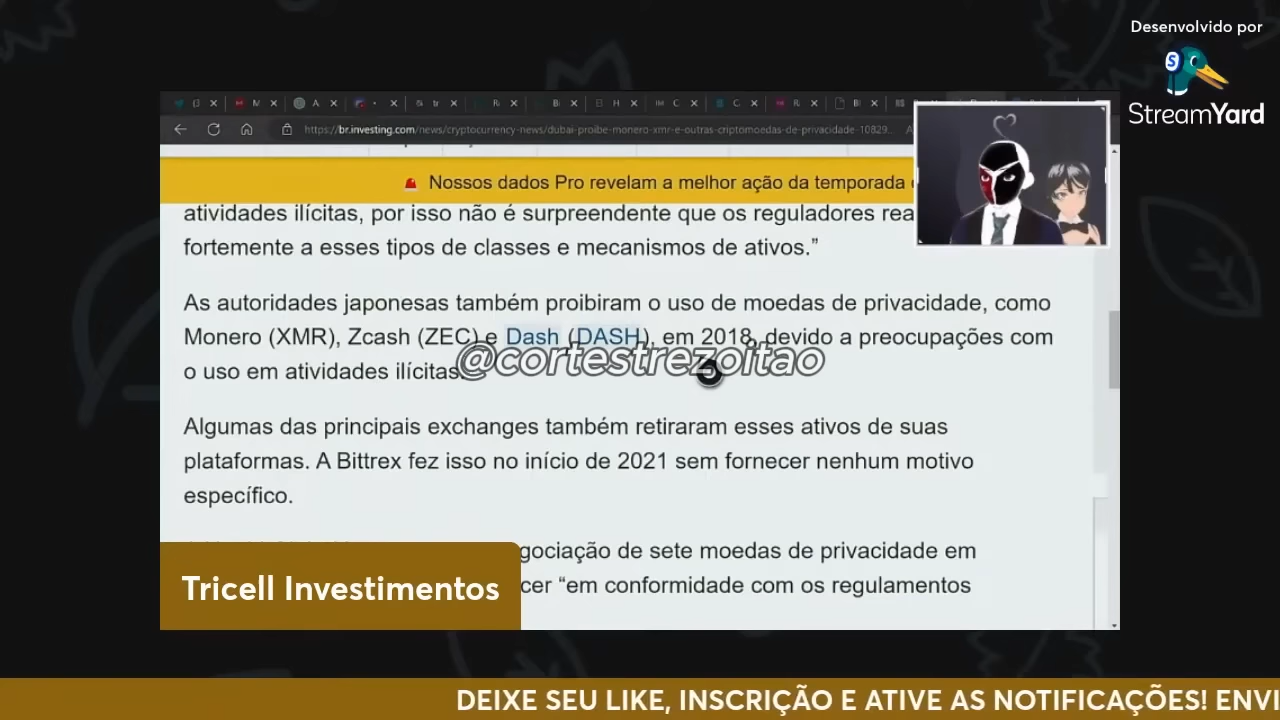 Desenvolvido por
StreamYard
https://br.investing.com/news/cryptocurrency-news/dubai-proibe-monero-xmr-e-outras-criptomoedas-de-privacidade-10829...
Nossos dados Pro revelam a melhor ação da temporada
atividades ilícitas, por isso não é surpreendente que os reguladores rea
fortemente a esses tipos de classes e mecanismos de ativos.”
As autoridades japonesas também proibiram o uso de moedas de privacidade, como
Monero (XMR), Zcash (ZEC) e Dash (DASH), em 2018, devido a preocupações com
@cortestrezoitao
o uso em atividades ilícitas.
Algumas das principais exchanges também retiraram esses ativos de suas
plataformas. A Bittrex fez isso no início de 2021 sem fornecer nenhum motivo
específico.
gociação de sete moedas de privacidade em
cer “em conformidade com os regulamentos
Tricell Investimentos
DEIXE SEU LIKE, INSCRIÇÃO E ATIVE AS NOTIFICAÇÕES! ENVI